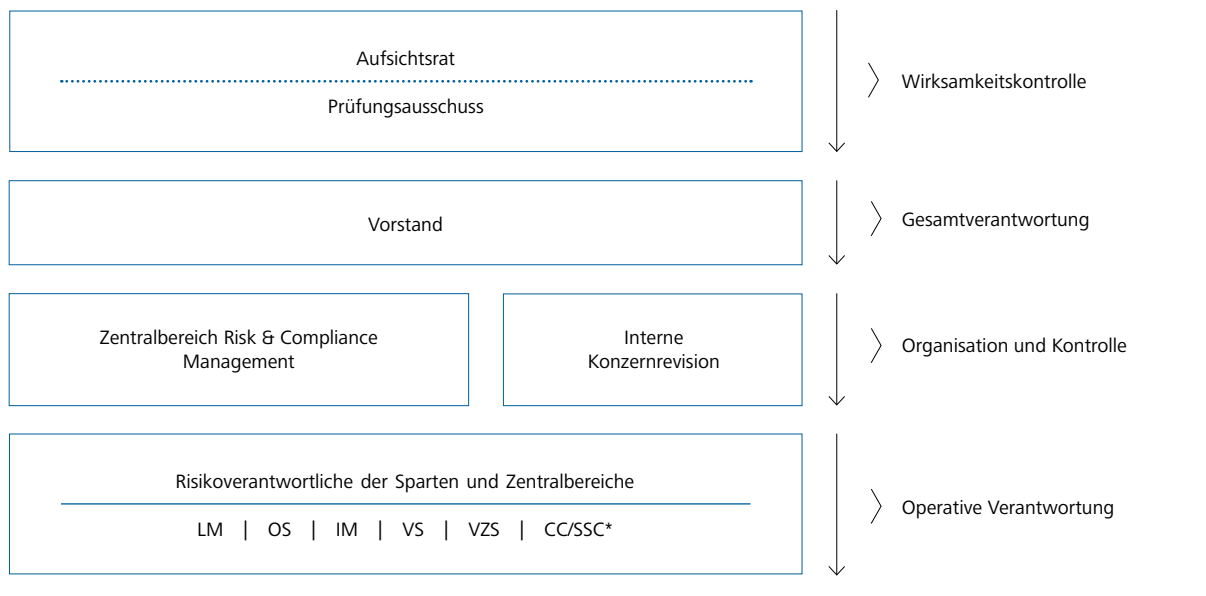 Aufsichtsrat
Prüfungsausschuss
Wirksamkeitskontrolle
Vorstand
Gesamtverantwortung
Zentralbereich Risk & Compliance
Management
Interne
Konzernrevision
Organisation und Kontrolle
Risikoverantwortliche der Sparten und Zentralbereiche
LM | OS | IM | VS | VZS | CC/SSC*
Operative Verantwortung